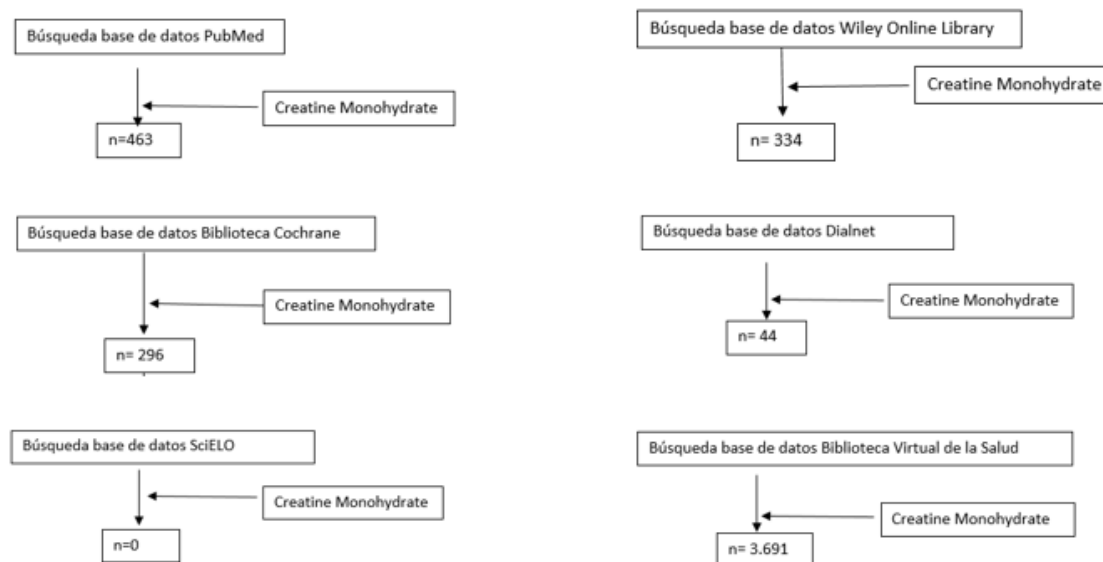 Búsqueda base de datos PubMed
Creatine Monohydrate
n=463
Búsqueda base de datos Wiley Online Library
Creatine Monohydrate
n= 334
Búsqueda base de datos Biblioteca Cochrane
Creatine Monohydrate
n= 296
Búsqueda base de datos Dialnet
Creatine Monohydrate
n= 44
Búsqueda base de datos SciELO
Creatine Monohydrate
n=0
Búsqueda base de datos Biblioteca Virtual de la Salud
Creatine Monohydrate
n= 3.691